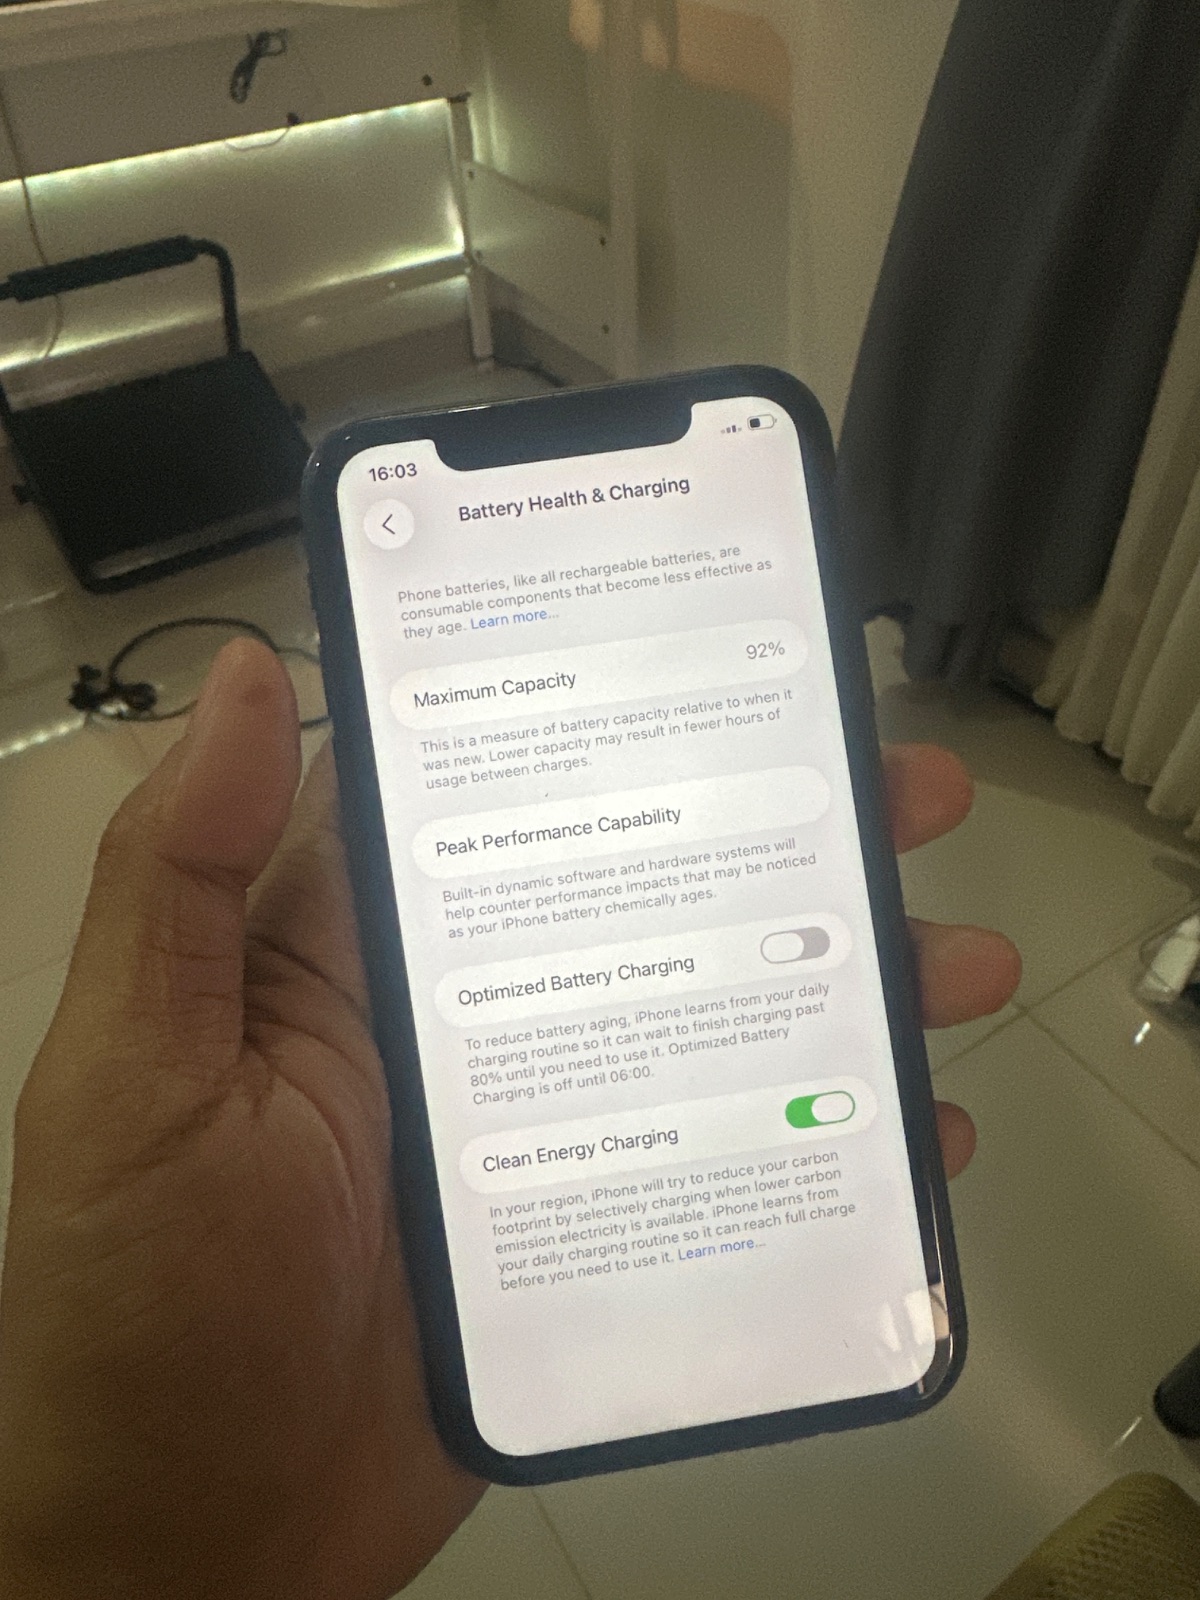 16:03
Battery Health & Charging
Phone batteries, like all rechargeable batteries, are
consumable components that become less effective as
they age. Learn more...
Maximum Capacity 92%
This is a measure of battery capacity relative to when it
was new. Lower capacity may result in fewer hours of
usage between charges.
Peak Performance Capability
Built-in dynamic software and hardware systems will
help counter performance impacts that may be noticed
as your iPhone battery chemically ages.
Optimized Battery Charging
To reduce battery aging, iPhone learns from your daily
charging routine so it can wait to finish charging past
80% until you need to use it. Optimized Battery
Charging is off until 06:00.
Clean Energy Charging
In your region, iPhone will try to reduce your carbon
footprint by selectively charging when lower carbon
emission electricity is available. iPhone learns from
your daily charging routine so it can reach full charge
before you need to use it. Learn more...